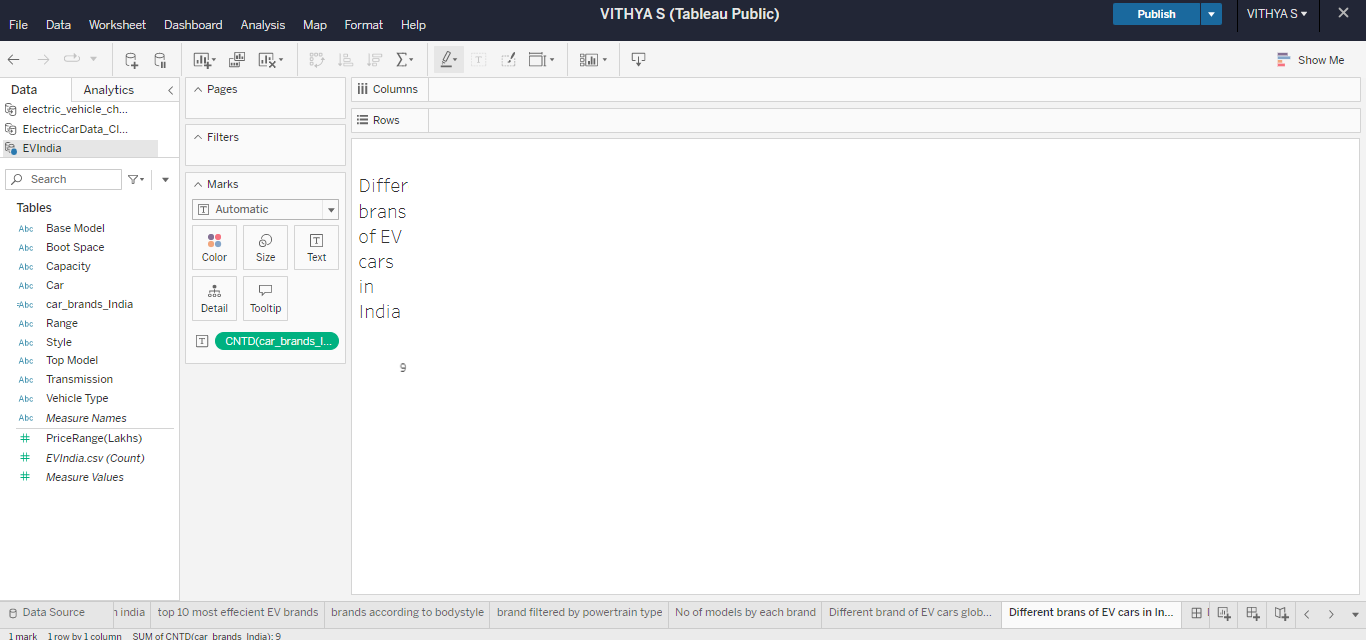 VITHYA S (Tableau Public)
File Data Worksheet Dashboard Analysis Map Format Help
Publish
VITHYA S
Show Me
Data Analytics
electric_vehicle_ch...
ElectricCarData_Cl...
EVIndia
Search
Tables
Abc Base Model
Abc Boot Space
Abc Capacity
Abc Car
=Abc car_brands_India
Abc Range
Abc Style
Abc Top Model
Abc Transmission
Abc Vehicle Type
Abc Measure Names
PriceRange(Lakhs)
EVIndia.csv (Count)
Measure Values
Pages
Filters
Marks
T Automatic
Color Size Text
Detail Tooltip
T CNTD(car_brands_I...
Columns
Rows
Differ
brans
of EV
cars
in
India
9
Data Source
n india
top 10 most effecient EV brands
brands according to bodystyle
brand filtered by powertrain type
No of models by each brand
Different brand of EV cars glob...
Different brans of EV cars in In...
1 mark 1 row by 1 column SUM of CNTD(car_brands_India): 9